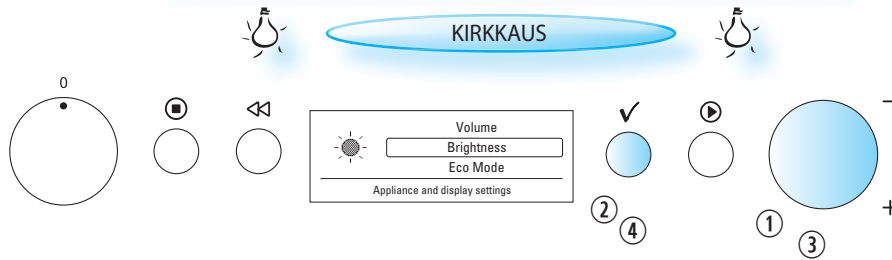 KIRKKAUS
0
Volume
Brightness
Eco Mode
Appliance and display settings
−
+
② ④ ① ③